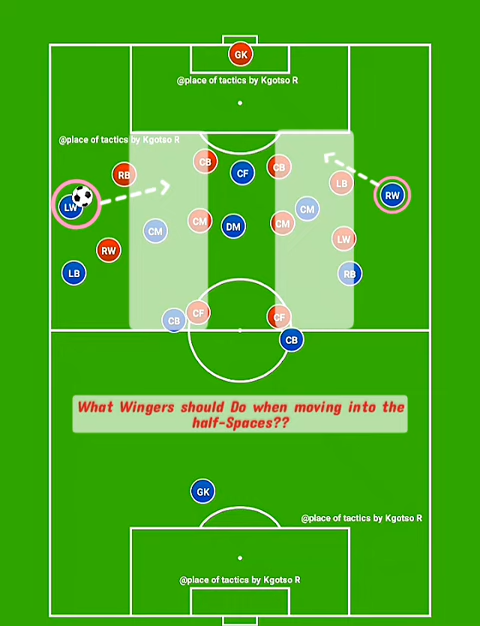 GK
@place of tactics by Kgotso R
@place of tactics by Kgotso R
CB
CB
RB
CF
LB
LW
RW
CM
CM
CM
CM
DM
RW
LW
LB
RB
CB
CF
CF
CB
What Wingers should Do when moving into the
half-Spaces??
GK
@place of tactics by Kgotso R
@place of tactics by Kgotso R